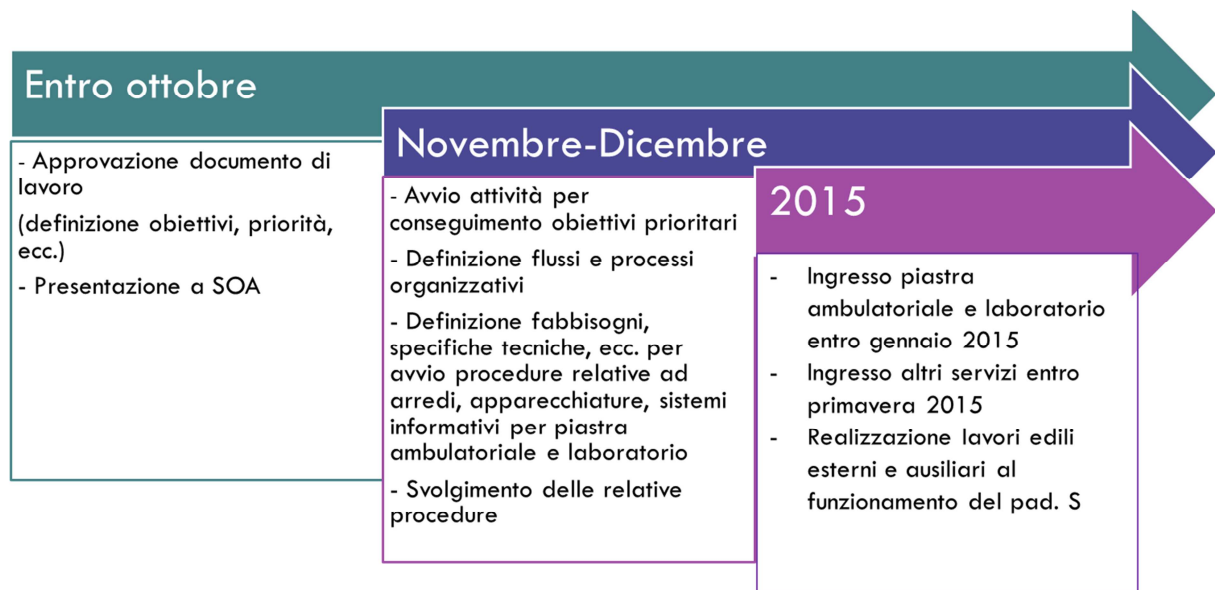 Entro ottobre
- Approvazione documento di
lavoro
(definizione obiettivi, priorità,
ecc.)
- Presentazione a SOA
Novembre-Dicembre
- Avvio attività per
conseguimento obiettivi prioritari
- Definizione flussi e processi
organizzativi
- Definizione fabbisogni,
specifiche tecniche, ecc. per
avvio procedure relative ad
arredi, apparecchiature, sistemi
informativi per piastra
ambulatoriale e laboratorio
- Svolgimento delle relative
procedure
2015
- Ingresso piastra
ambulatoriale e laboratorio
entro gennaio 2015
- Ingresso altri servizi entro
primavera 2015
- Realizzazione lavori edili
esterni e ausiliari al
funzionamento del pad. S